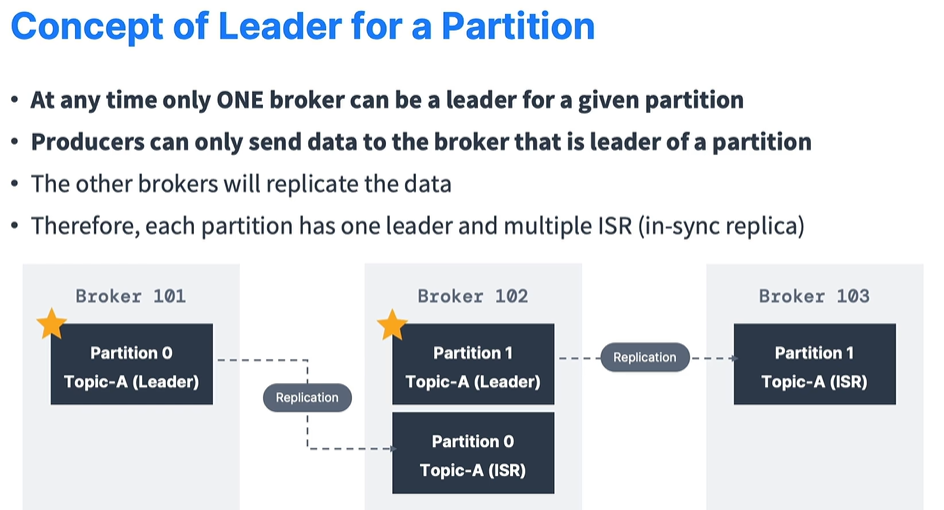 Concept of Leader for a Partition
• At any time only ONE broker can be a leader for a given partition
• Producers can only send data to the broker that is leader of a partition
• The other brokers will replicate the data
• Therefore, each partition has one leader and multiple ISR (in-sync replica)
Broker 101
Partition 0
Topic-A (Leader)
Replication
Broker 102
Partition 1
Topic-A (Leader)
Partition 0
Topic-A (ISR)
Replication
Broker 103
Partition 1
Topic-A (ISR)